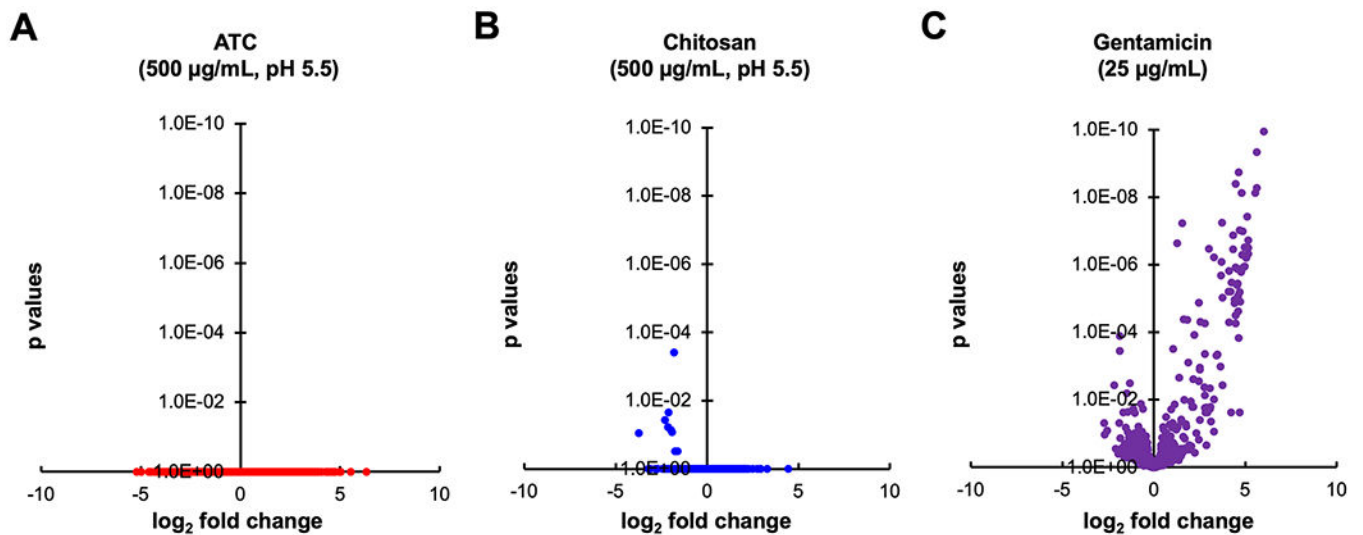 A
ATC
(500 µg/mL, pH 5.5)
1.0E-10
1.0E-08
1.0E-06
1.0E-04
1.0E-02
1.0E+00
p values
-10
-5
0
5
10
log2 fold change
B
Chitosan
(500 µg/mL, pH 5.5)
1.0E-10
1.0E-08
1.0E-06
1.0E-04
1.0E-02
1.0E+00
p values
-10
-5
0
5
10
log2 fold change
C
Gentamicin
(25 µg/mL)
1.0E-10
1.0E-08
1.0E-06
1.0E-04
1.0E-02
1.0E+00
p values
-10
-5
0
5
10
log2 fold change